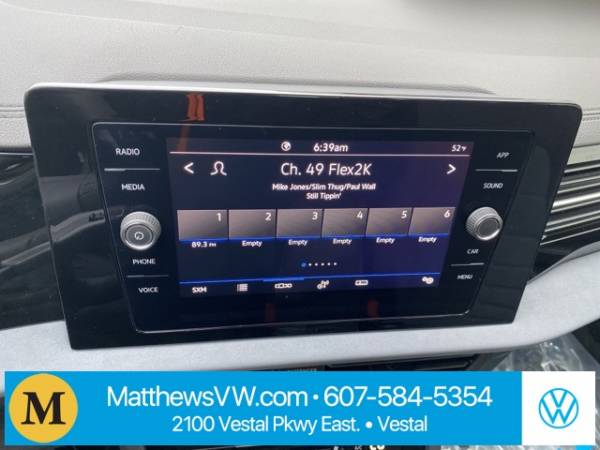 RADIO
MEDIA
PHONE
VOICE
6:39am
52°F
< Ch. 49 Flex2K >
Mike Jones/Slim Thug/Paul Wall
Still Tippin'
1 2 3 4 5 6
89.3 FM Empty Empty Empty Empty Empty
SXM
APP
SOUND
CAR
MENU
M MatthewsVW.com • 607-584-5354
2100 Vestal Pkwy East. • Vestal